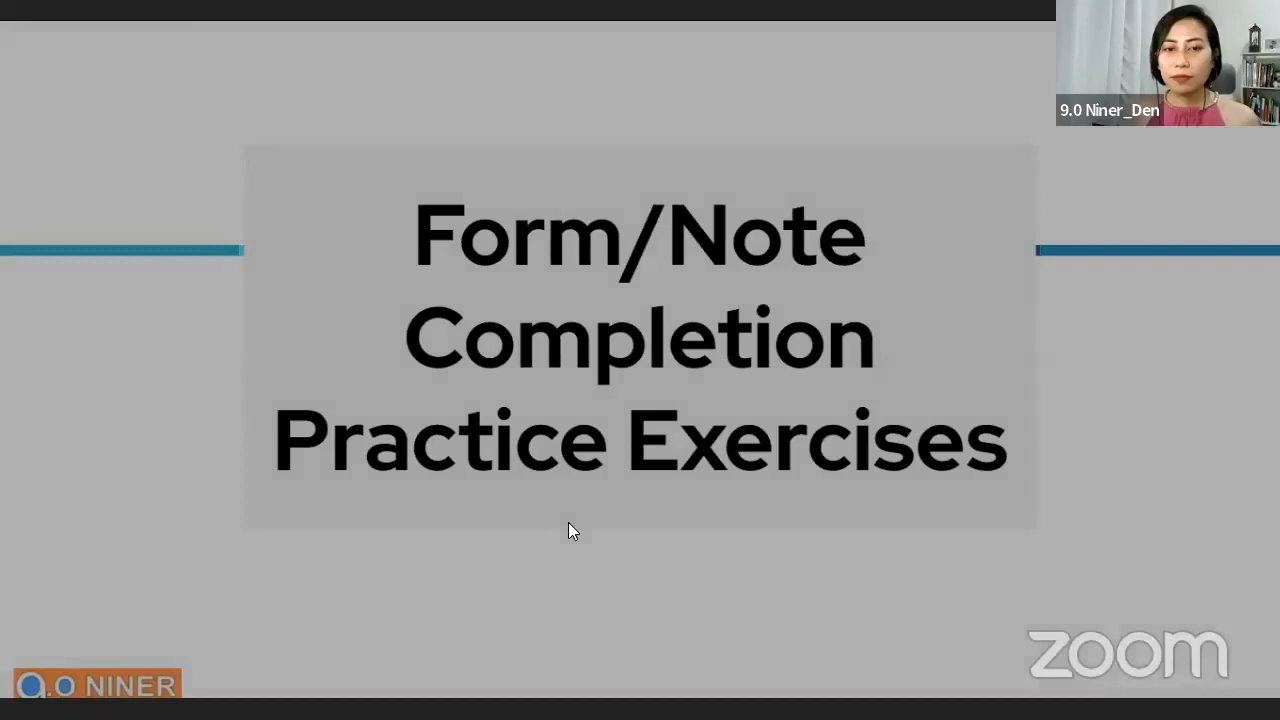 9.0 Niner_Den
Form/Note
Completion
Practice Exercises
zoom
9.0 NINER